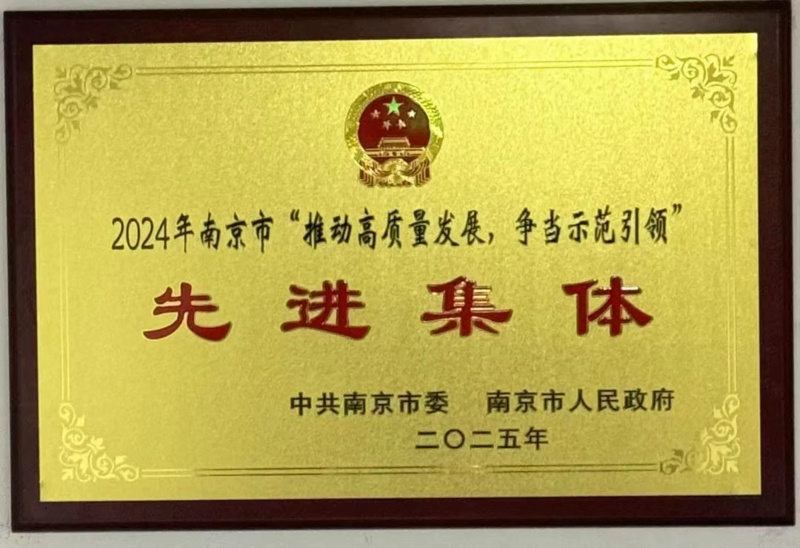 2024年南京市“推动高质量发展，争当示范引领”
先进集体
中共南京市委 南京市人民政府
二〇二五年